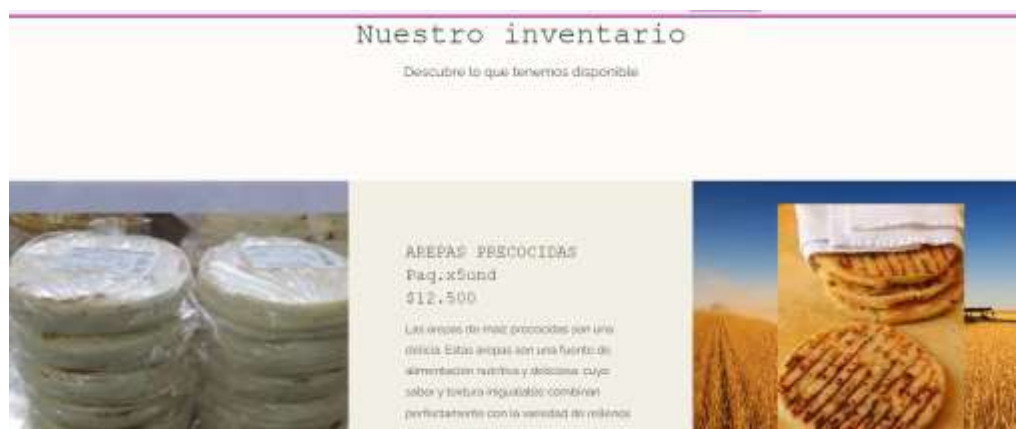 Nuestro inventario
Descubre lo que tenemos disponible
AREPAS PRECOCIDAS
Paq.x5und
$12.500
Las arepas de maíz precocidas son una
delicia. Estas arepas son una fuente de
alimentación nutritiva y deliciosa, cuyo
sabor y textura inigualables combinan
perfectamente con la variedad de rellenos